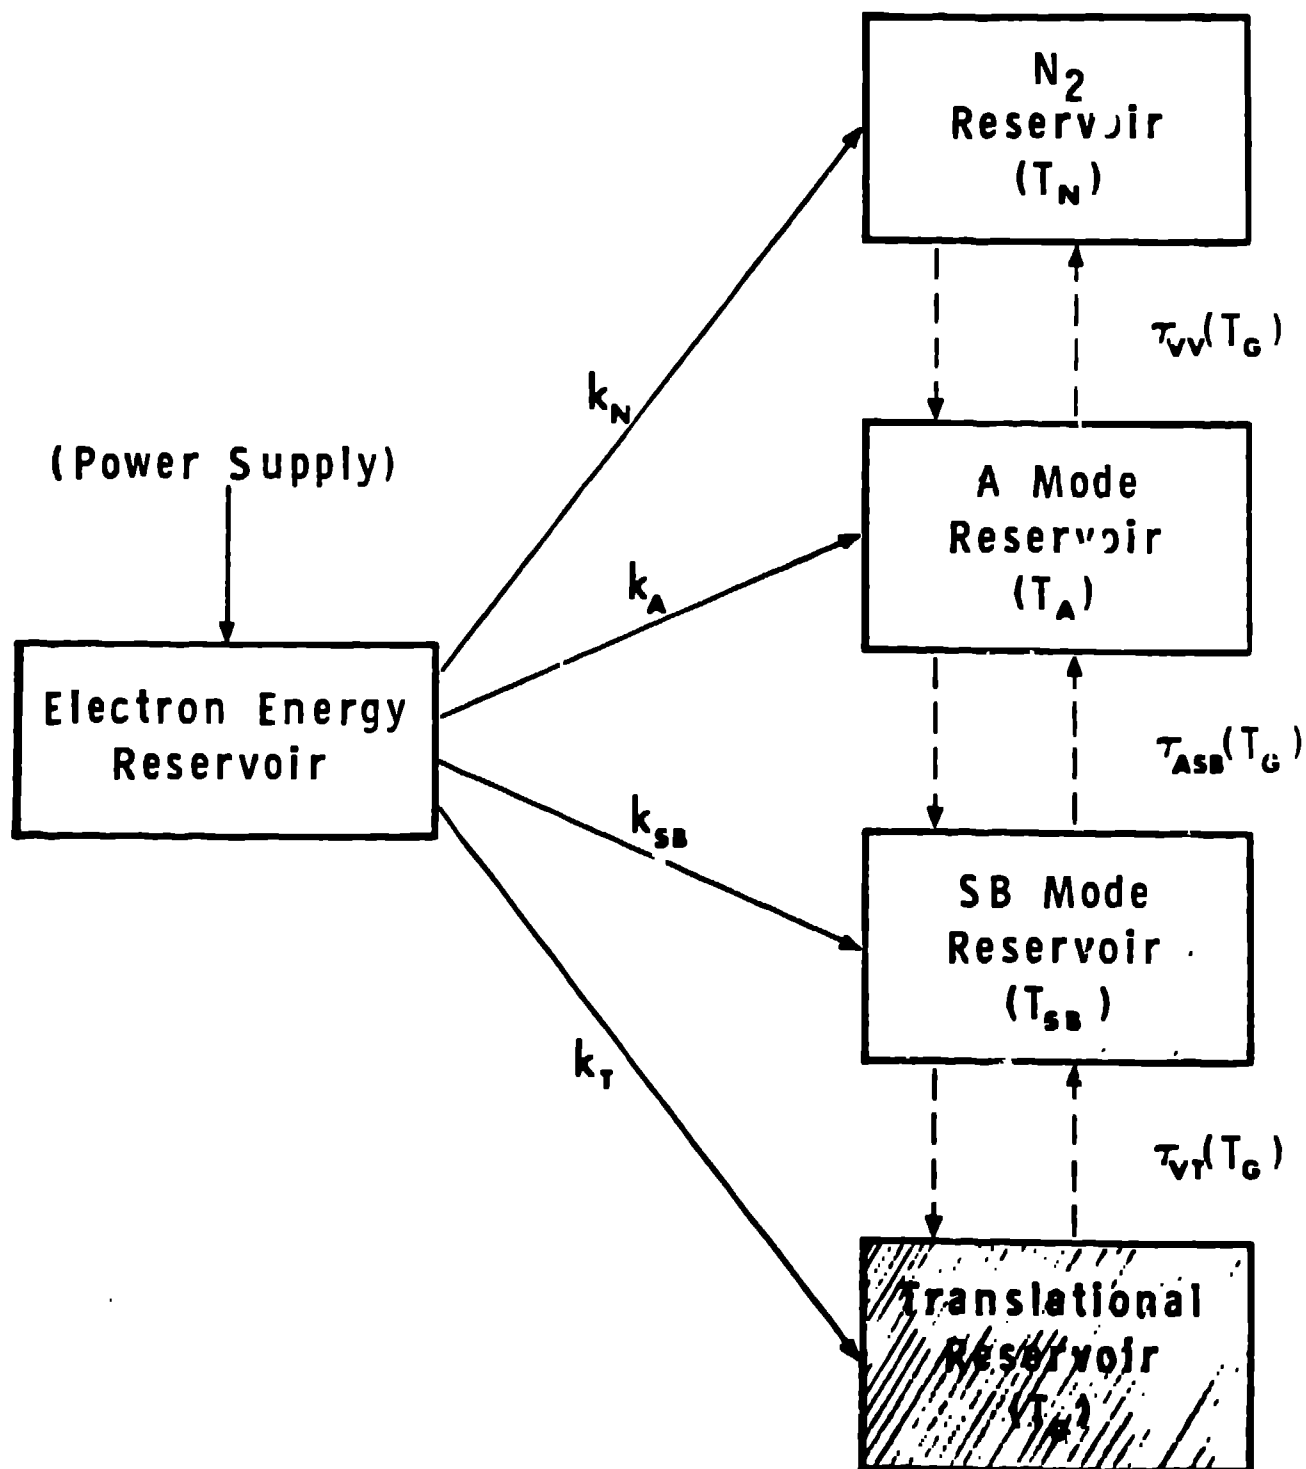 N2
Reservoir
(TN)
τVV(TG)
kN
(Power Supply)
A Mode
Reservoir
(TA)
kA
Electron Energy
Reservoir
τASB(TG)
kSB
SB Mode
Reservoir
(TSB)
kT
τVT(TG)
Translational
Reservoir
(TG)